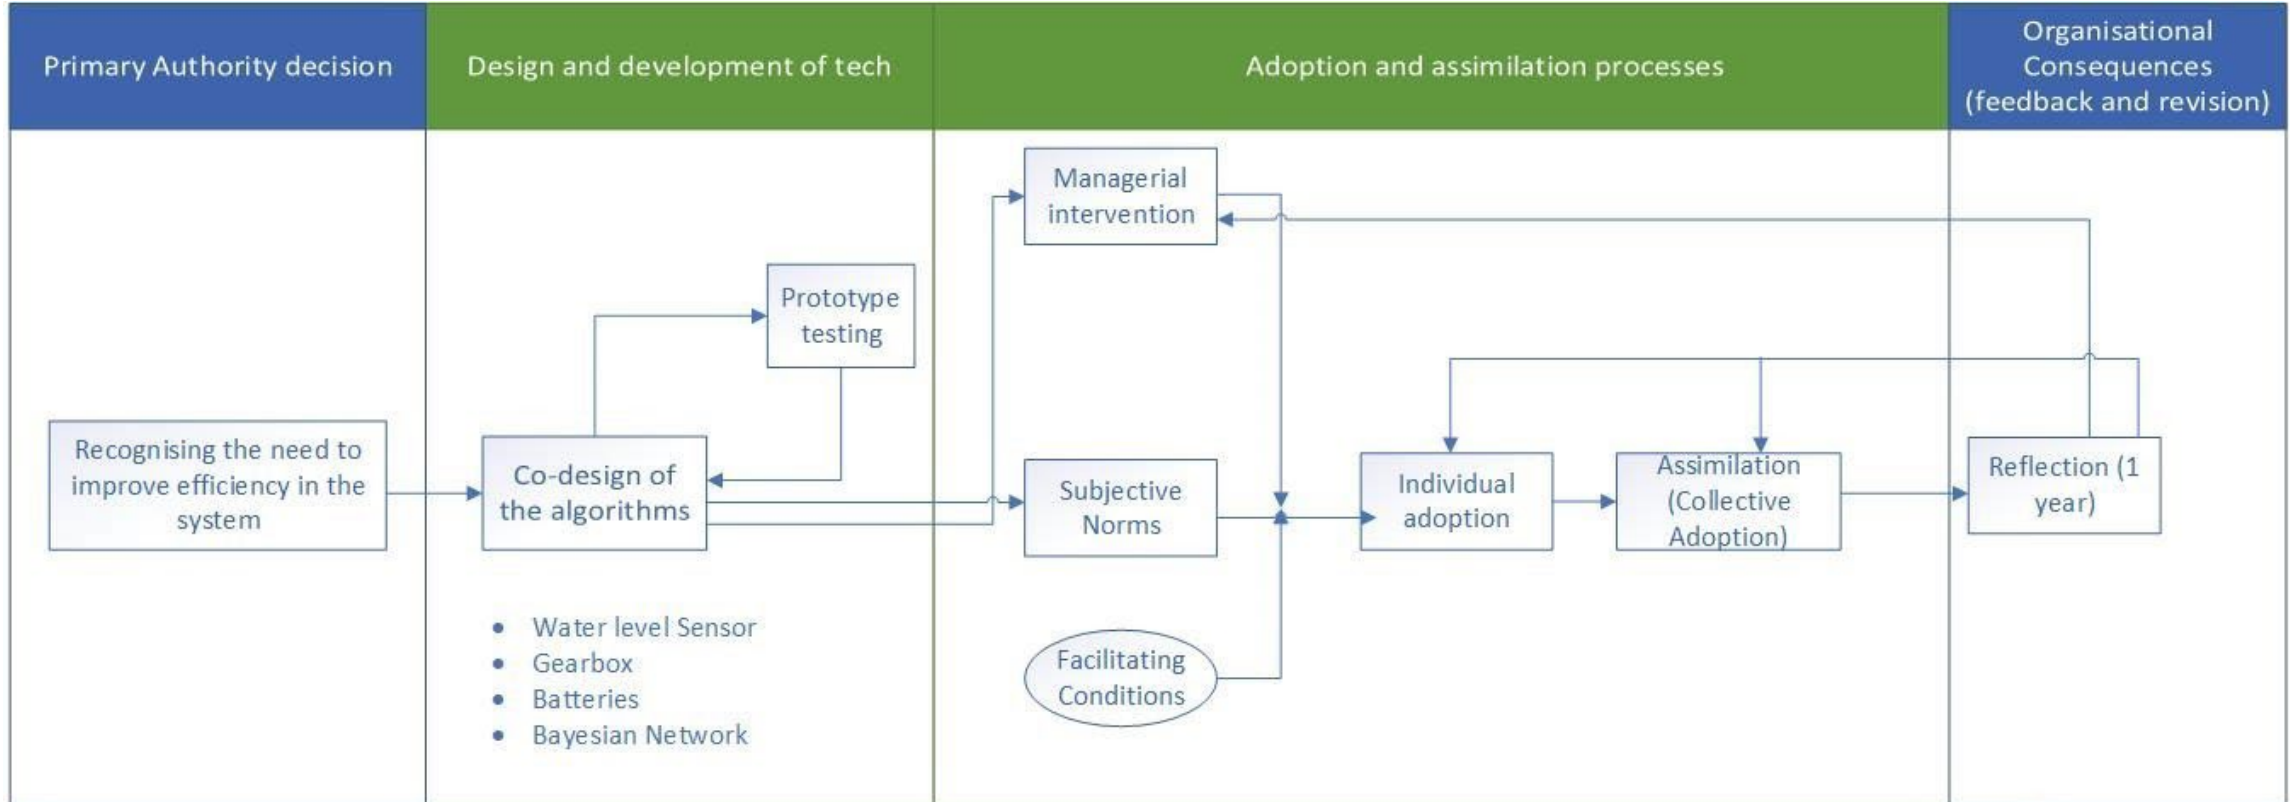 Primary Authority decision
Design and development of tech
Adoption and assimilation processes
Organisational
Consequences
(feedback and revision)
Managerial
intervention
Prototype
testing
Recognising the need to
improve efficiency in the
system
Co-design of
the algorithms
Subjective
Norms
Individual
adoption
Assimilation
(Collective
Adoption)
Reflection (1
year)
• Water level Sensor
• Gearbox
• Batteries
• Bayesian Network
Facilitating
Conditions